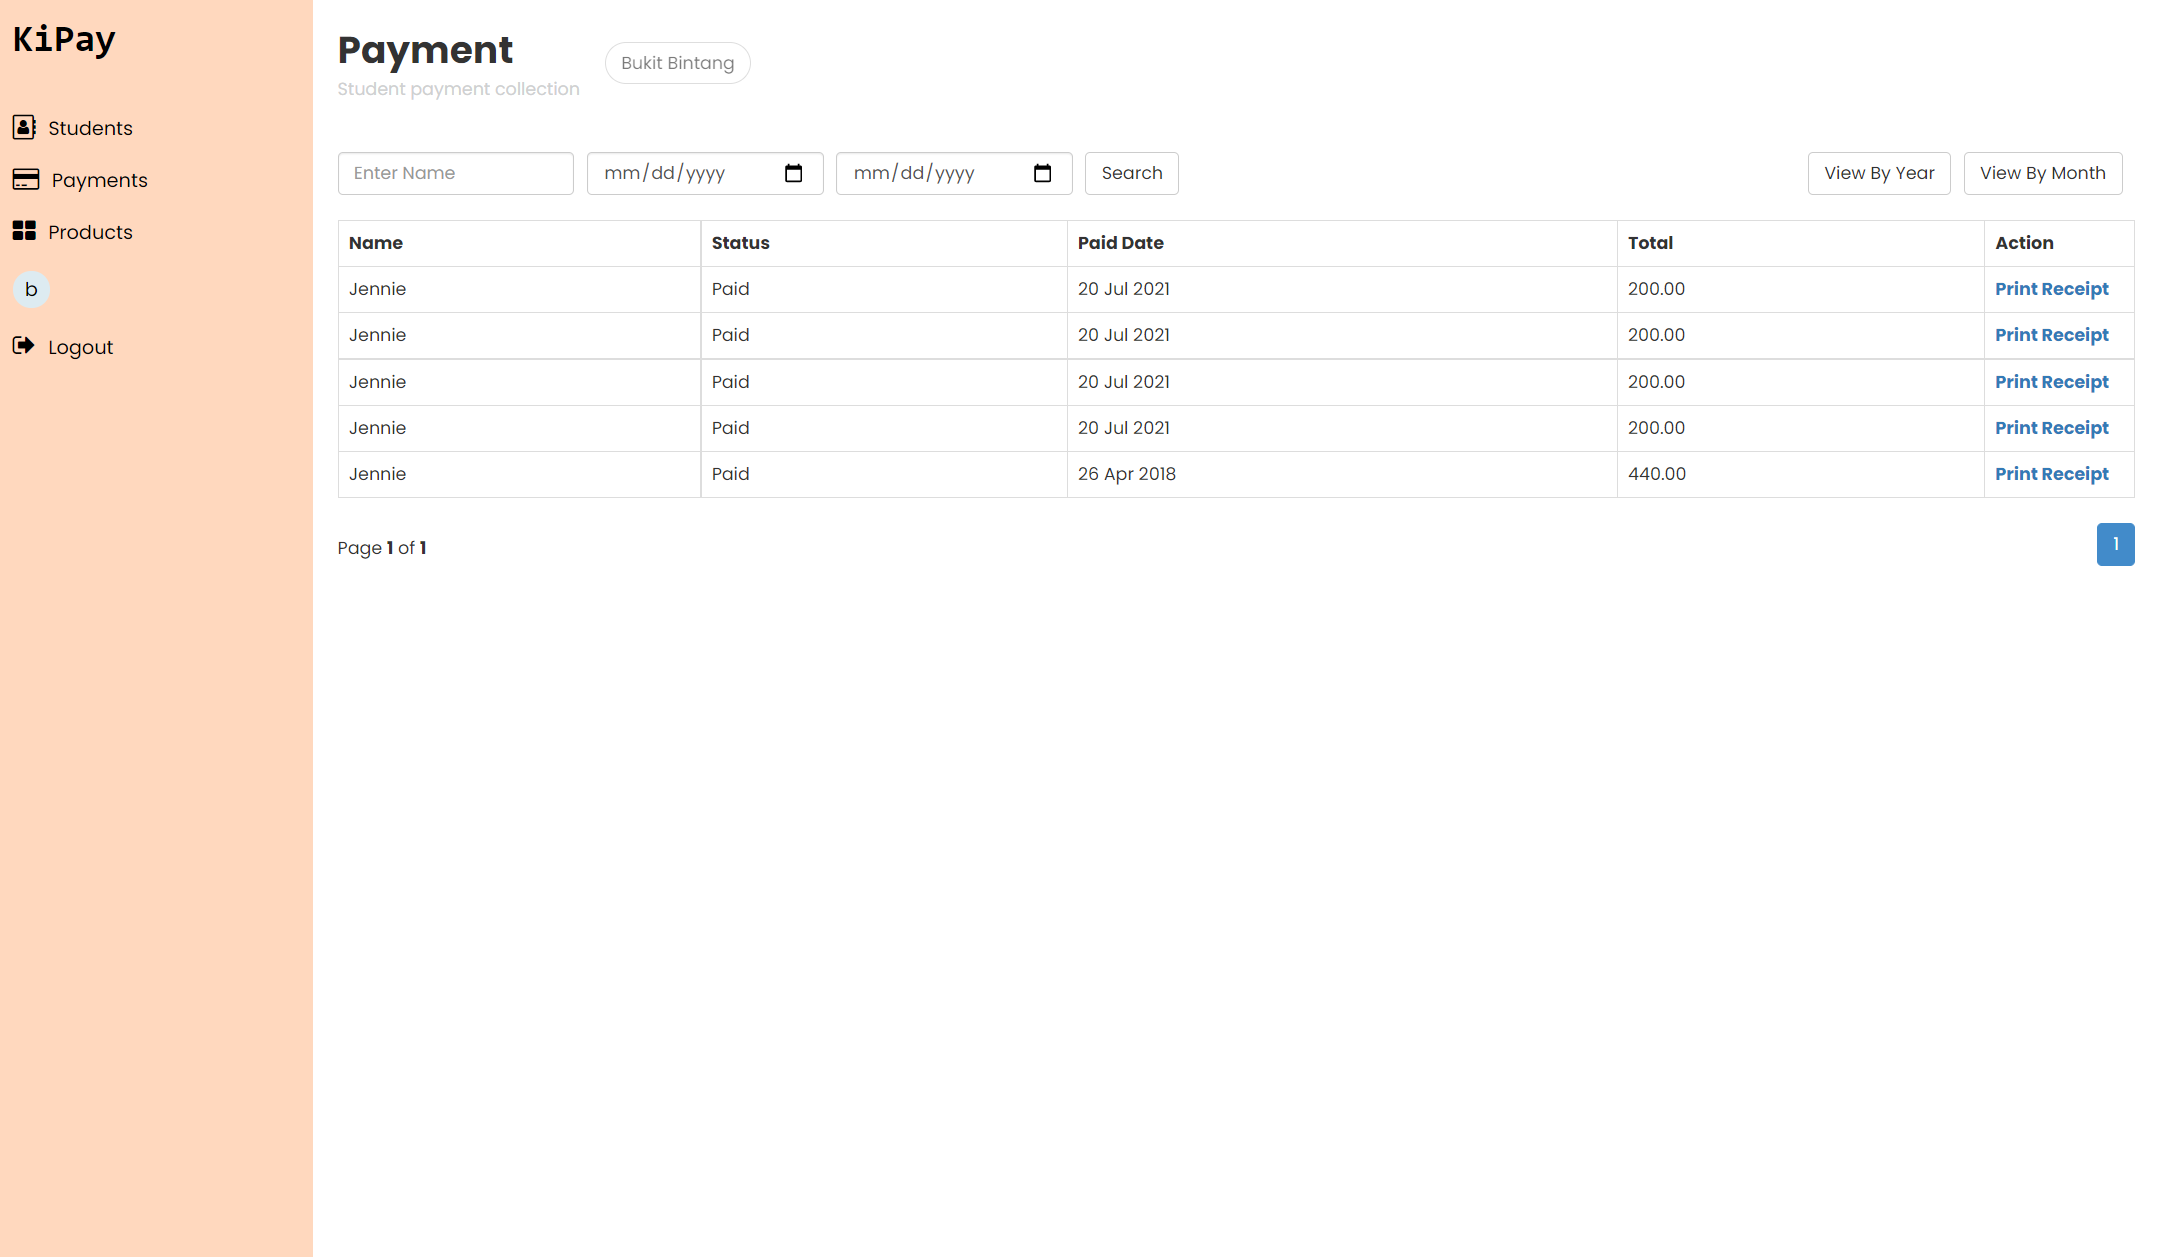 KiPay
Students
Payments
Products
b
Logout
Payment
Bukit Bintang
Student payment collection
Enter Name mm/dd/yyyy mm/dd/yyyy Search View By Year View By Month
Name Status Paid Date Total Action
Jennie Paid 20 Jul 2021 200.00 Print Receipt
Jennie Paid 20 Jul 2021 200.00 Print Receipt
Jennie Paid 20 Jul 2021 200.00 Print Receipt
Jennie Paid 20 Jul 2021 200.00 Print Receipt
Jennie Paid 26 Apr 2018 440.00 Print Receipt
Page 1 of 1 1